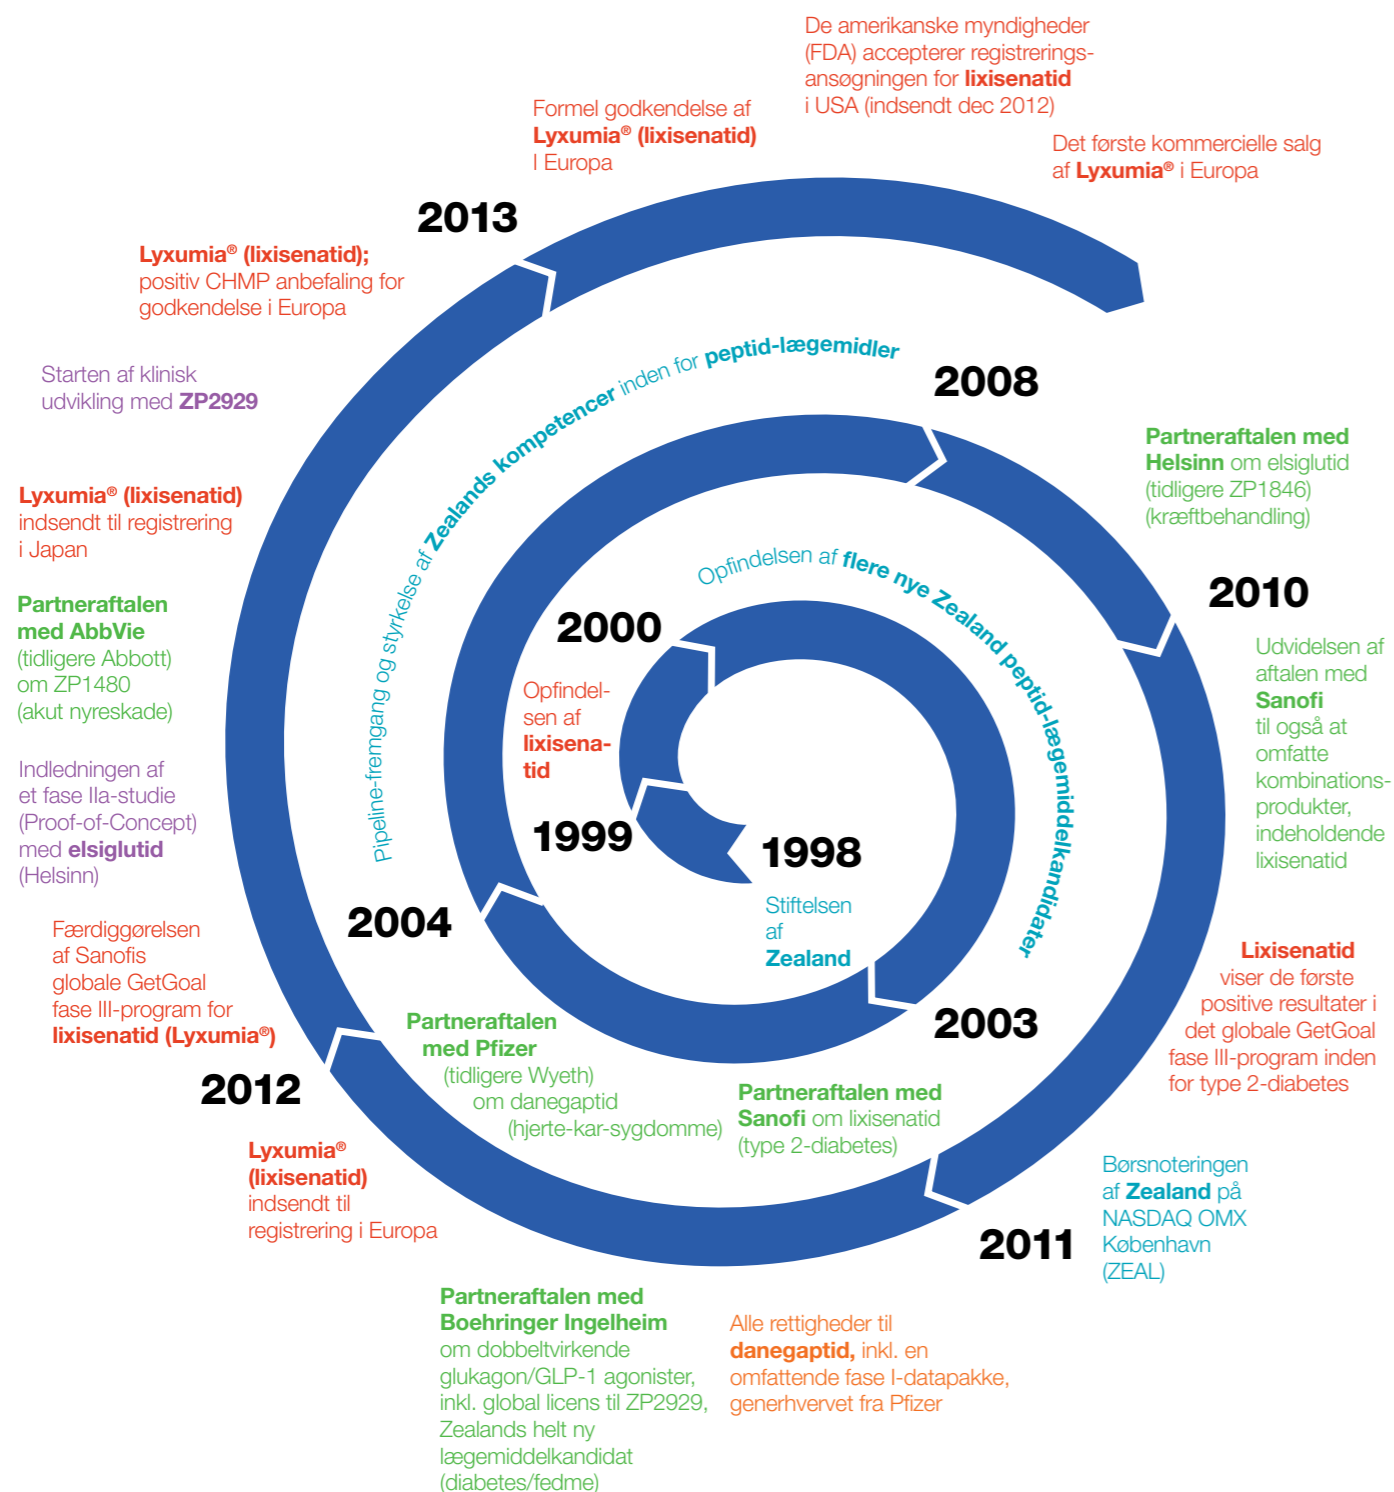 1998
Stiftelsen
af
Zealand
1999
Opfindel-
sen af
lixisena-
tid
2000
Opfindelsen af flere nye Zealand peptid-lægemiddelkandidater
2003
Partneraftalen med
Sanofi om lixisenatid
(type 2-diabetes)
Partneraftalen
med Pfizer
(tidligere Wyeth)
om danegaptid
(hjerte-kar-sygdomme)
2004
Pipeline-fremgang og styrkelse af Zealands kompetencer inden for peptid-lægemidler
2008
Partneraftalen med
Helsinn om elsiglutid
(tidligere ZP1846)
(kræftbehandling)
2010
Udvidelsen af
aftalen med
Sanofi
til også at
omfatte
kombinations-
produkter,
indeholdende
lixisenatid
Lixisenatid
viser de første
positive resultater i
det globale GetGoal
fase III-program inden
for type 2-diabetes
Børsnoteringen
af Zealand på
NASDAQ OMX
København
(ZEAL)
2011
Alle rettigheder til
danegaptid, inkl. en
omfattende fase I-datapakke,
generhvervet fra Pfizer
Partneraftalen med
Boehringer Ingelheim
om dobbeltvirkende
glukagon/GLP-1 agonister,
inkl. global licens til ZP2929,
Zealands helt ny
lægemiddelkandidat
(diabetes/fedme)
Lyxumia® 
(lixisenatid)
indsendt til
registrering i Europa
2012
Færdiggørelsen
af Sanofis
globale GetGoal
fase III-program for
lixisenatid (Lyxumia®)
Indledningen af
et fase IIa-studie
(Proof-of-Concept)
med elsiglutid
(Helsinn)
Partneraftalen
med AbbVie
(tidligere Abbott)
om ZP1480
(akut nyreskade)
Lyxumia® (lixisenatid)
indsendt til registrering
i Japan
Starten af klinisk
udvikling med ZP2929
Lyxumia® (lixisenatid);
positiv CHMP anbefaling for
godkendelse i Europa
2013
Formel godkendelse af
Lyxumia® (lixisenatid)
I Europa
De amerikanske myndigheder
(FDA) accepterer registrerings-
ansøgningen for lixisenatid
i USA (indsendt dec 2012)
Det første kommercielle salg
af Lyxumia® i Europa